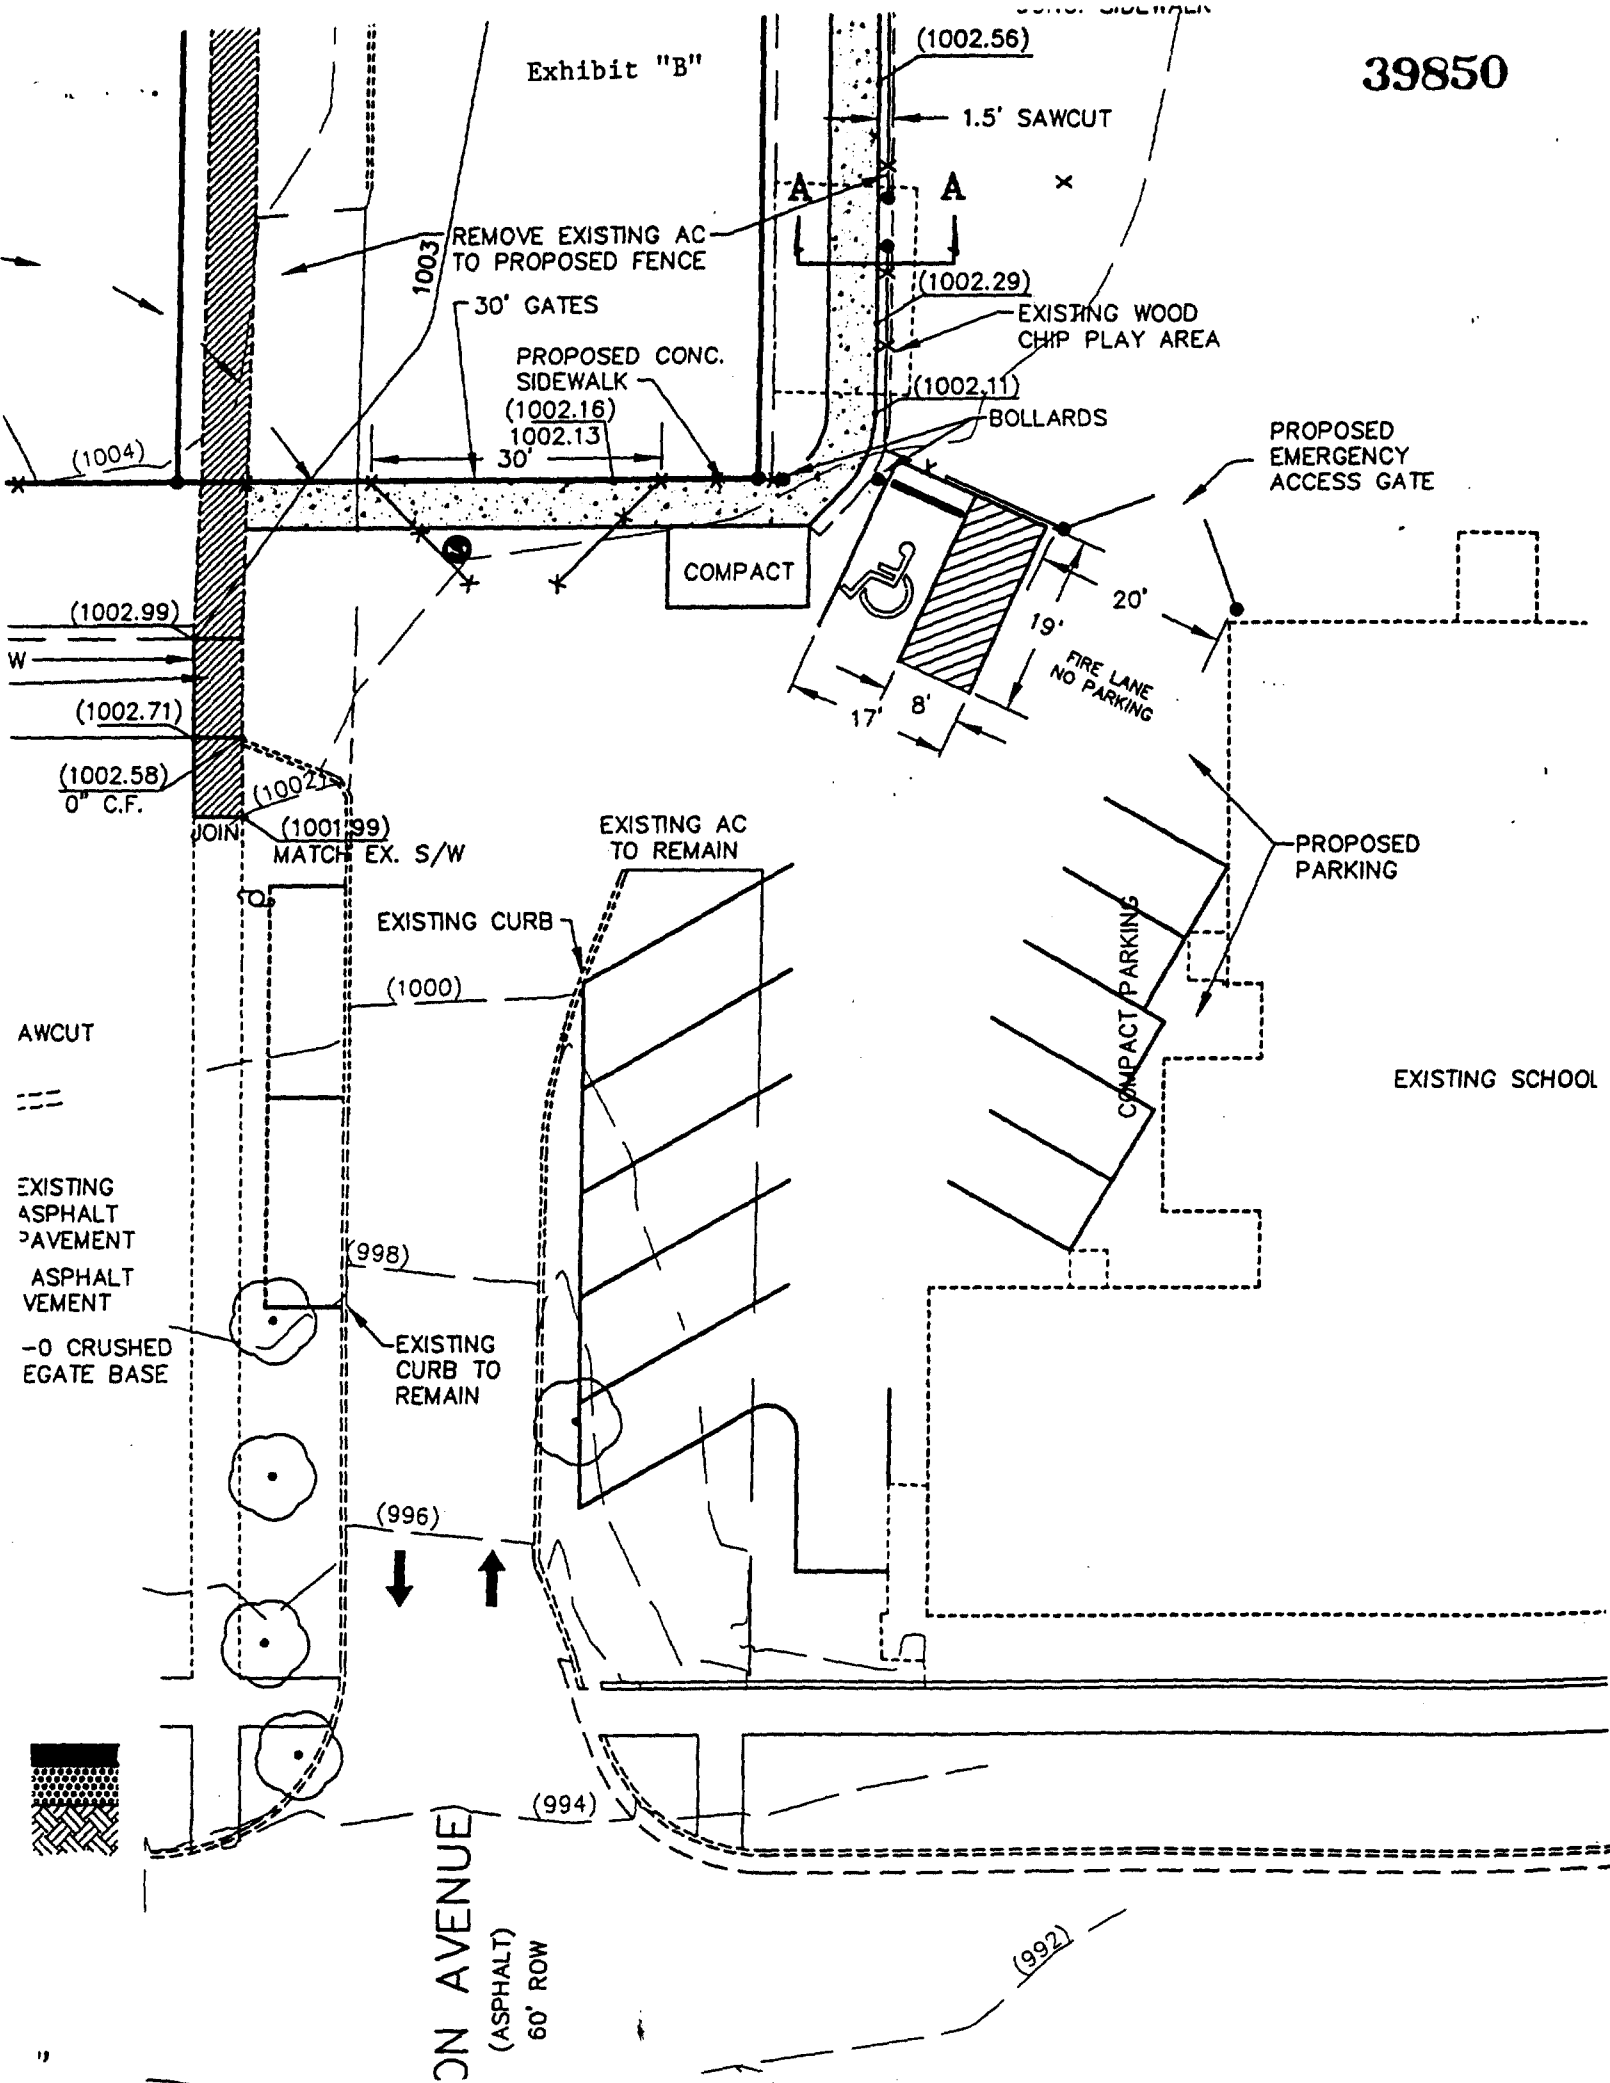 Exhibit "B"
39850
(1002.56)
1.5' SAWCUT
A A
REMOVE EXISTING AC
TO PROPOSED FENCE
1003
30' GATES
(1002.29)
EXISTING WOOD
CHIP PLAY AREA
PROPOSED CONC.
SIDEWALK
(1002.16)
1002.13
30'
(1002.11)
BOLLARDS
PROPOSED
EMERGENCY
ACCESS GATE
(1004)
COMPACT
20'
19'
FIRE LANE
NO PARKING
17'
8'
(1002.99)
W
(1002.71)
(1002.58)
0" C.F.
(1002)
JOIN
(1001.99)
MATCH EX. S/W
EXISTING AC
TO REMAIN
PROPOSED
PARKING
COMPACT PARKING
EXISTING CURB
(1000)
AWCUT
EXISTING SCHOOL
EXISTING
ASPHALT
PAVEMENT
ASPHALT
VEMENT
-0 CRUSHED
EGATE BASE
(998)
EXISTING
CURB TO
REMAIN
(996)
(994)
ON AVENUE
(ASPHALT)
60' ROW
(992)
"